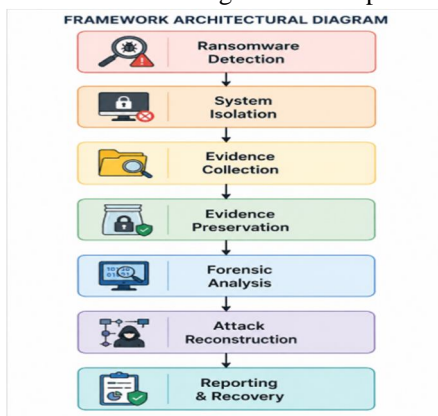 FRAMEWORK ARCHITECTURAL DIAGRAM
Ransomware
Detection
System
Isolation
Evidence
Collection
Evidence
Preservation
Forensic
Analysis
Attack
Reconstruction
Reporting
& Recovery